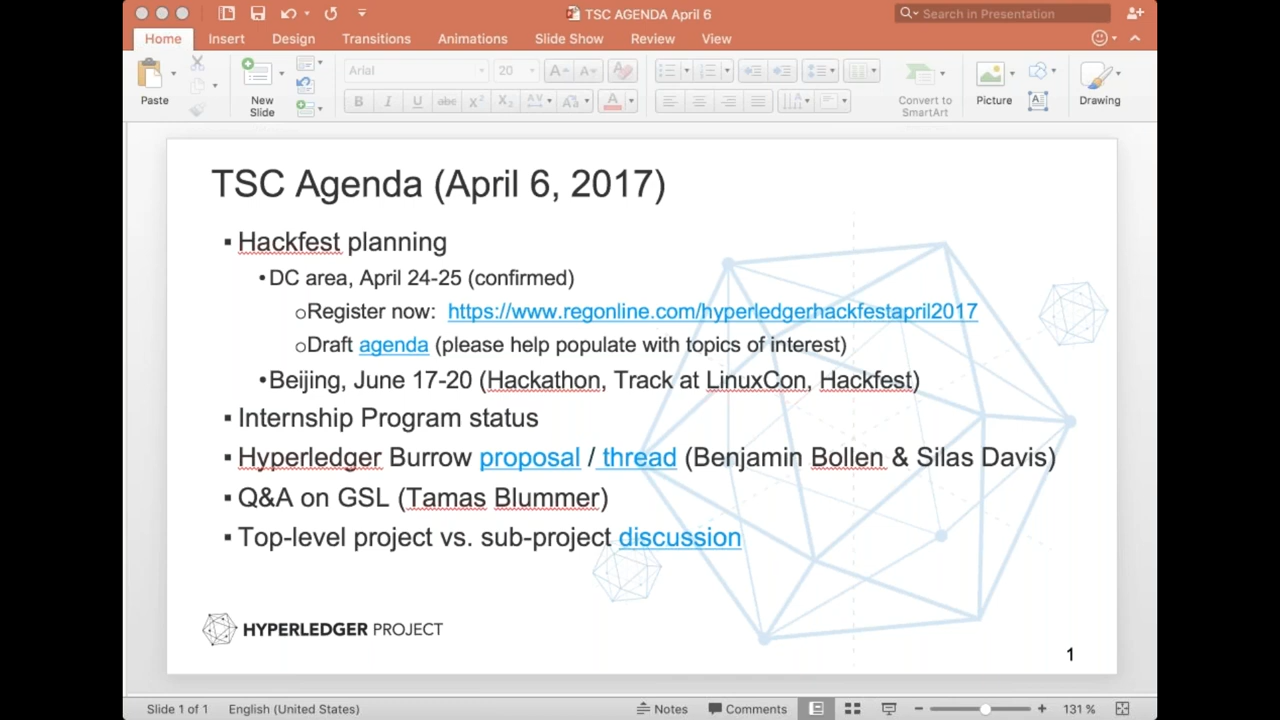 TSC AGENDA April 6
Search in Presentation
Home Insert Design Transitions Animations Slide Show Review View
Arial 20
Paste New Slide Convert to SmartArt Picture Drawing
TSC Agenda (April 6, 2017)
▪ Hackfest planning
• DC area, April 24-25 (confirmed)
o Register now: https://www.regonline.com/hyperledgerhackfestapril2017
o Draft agenda (please help populate with topics of interest)
• Beijing, June 17-20 (Hackathon, Track at LinuxCon, Hackfest)
▪ Internship Program status
▪ Hyperledger Burrow proposal / thread (Benjamin Bollen & Silas Davis)
▪ Q&A on GSL (Tamas Blummer)
▪ Top-level project vs. sub-project discussion
HYPERLEDGER PROJECT
1
Slide 1 of 1 English (United States) Notes Comments 131 %